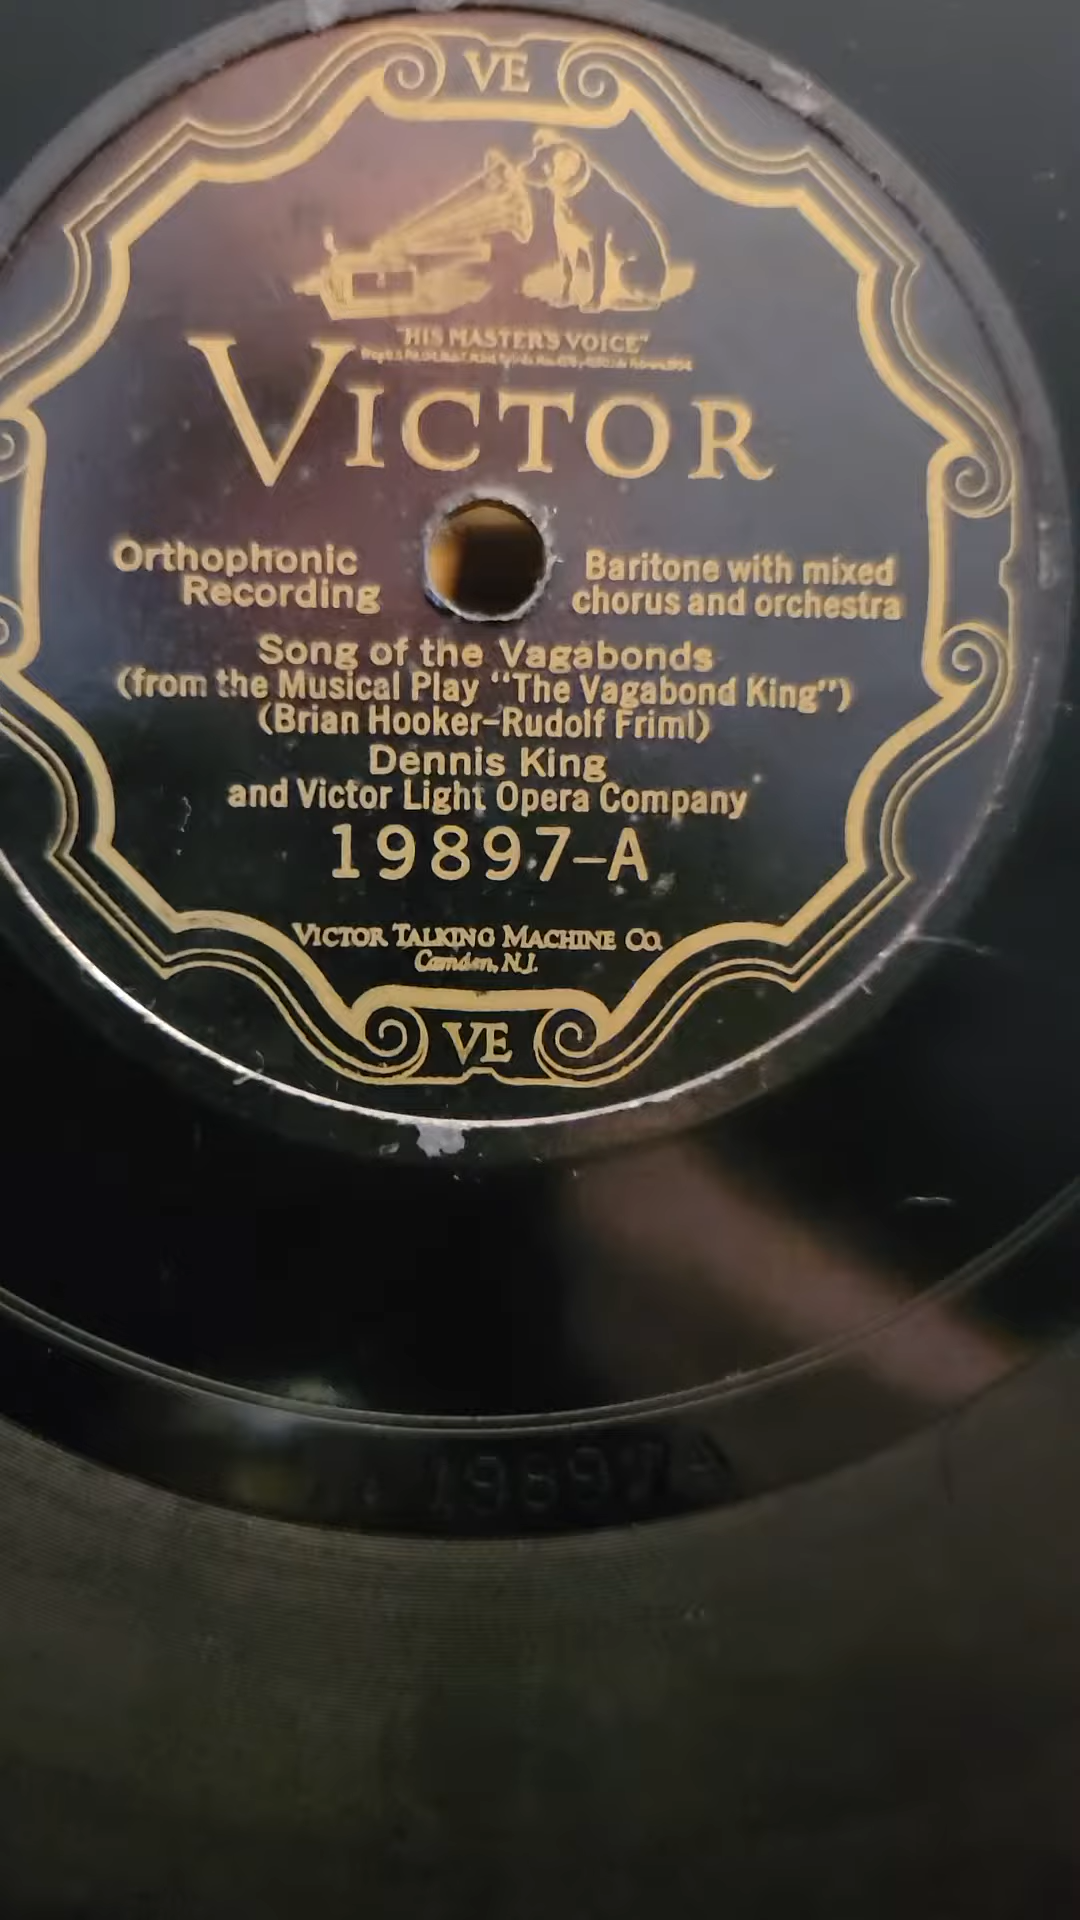 VE
"HIS MASTER'S VOICE"
VICTOR
Orthophonic
Recording
Baritone with mixed
chorus and orchestra
Song of the Vagabonds
(from the Musical Play "The Vagabond King")
(Brian Hooker-Rudolf Friml)
Dennis King
and Victor Light Opera Company
19897-A
VICTOR TALKING MACHINE CO.
Camden, N.J.
VE
19897A